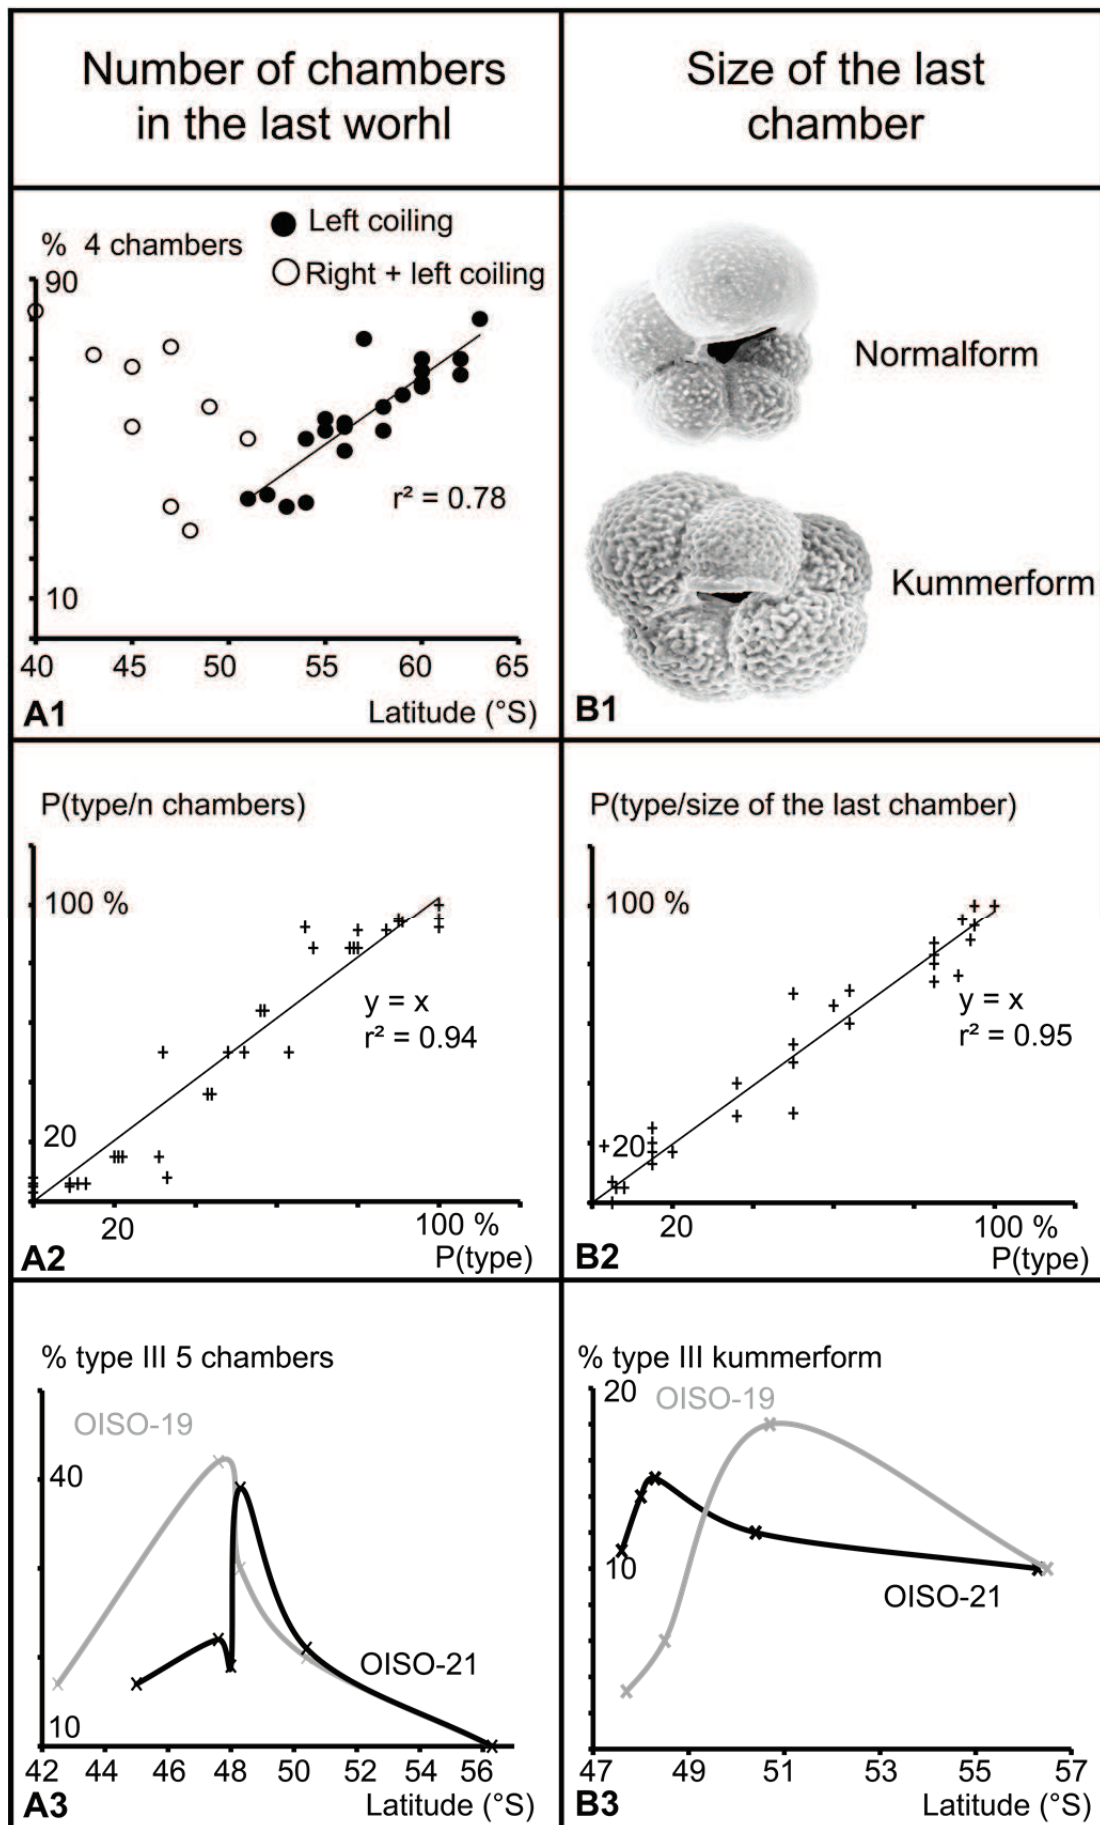 Number of chambers
in the last worhl
Size of the last
chamber
% 4 chambers
Left coiling
Right + left coiling
90
10
r² = 0.78
40 45 50 55 60 65
A1
Latitude (°S)
Normalform
Kummerform
B1
P(type/n chambers)
100 %
y = x
r² = 0.94
20
20 100 %
A2
P(type)
P(type/size of the last chamber)
100 %
y = x
r² = 0.95
20
20 100 %
B2
P(type)
% type III 5 chambers
OISO-19
40
OISO-21
10
42 44 46 48 50 52 54 56
A3
Latitude (°S)
% type III kummerform
20
OISO-19
10
OISO-21
47 49 51 53 55 57
B3
Latitude (°S)